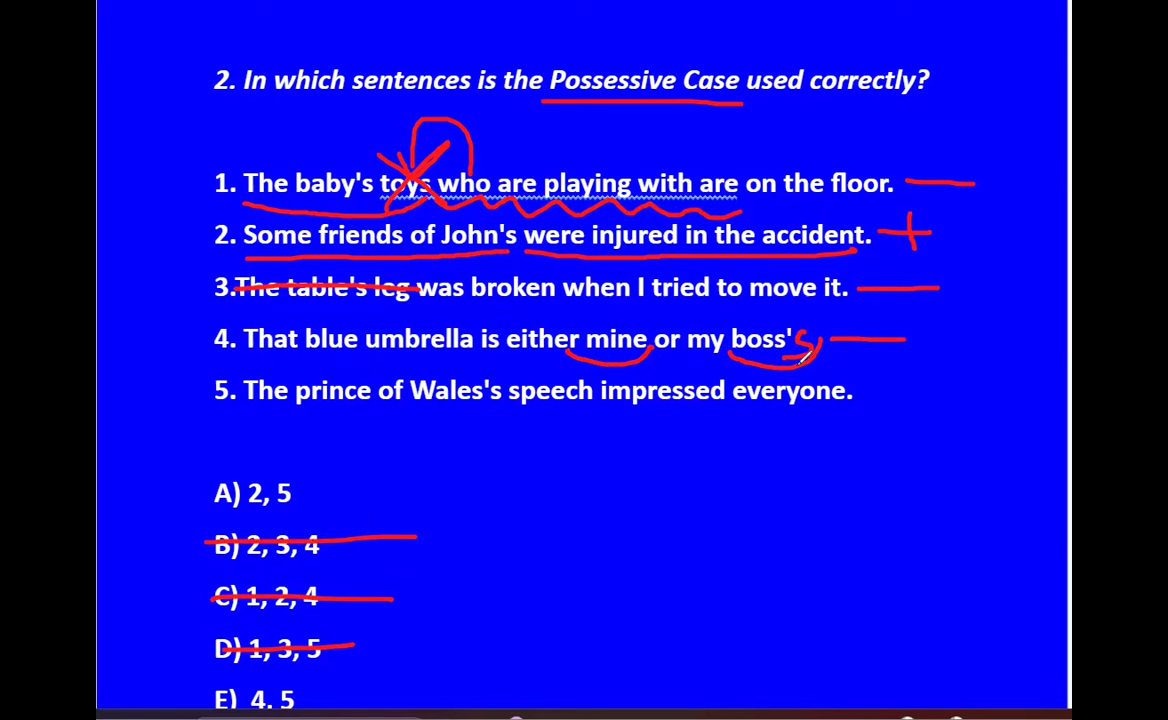 2. In which sentences is the Possessive Case used correctly?
1. The baby's toys who are playing with are on the floor.
2. Some friends of John's were injured in the accident.
3.The table's leg was broken when I tried to move it.
4. That blue umbrella is either mine or my boss's
5. The prince of Wales's speech impressed everyone.
A) 2, 5
B) 2, 3, 4
C) 1, 2, 4
D) 1, 3, 5
E) 4, 5